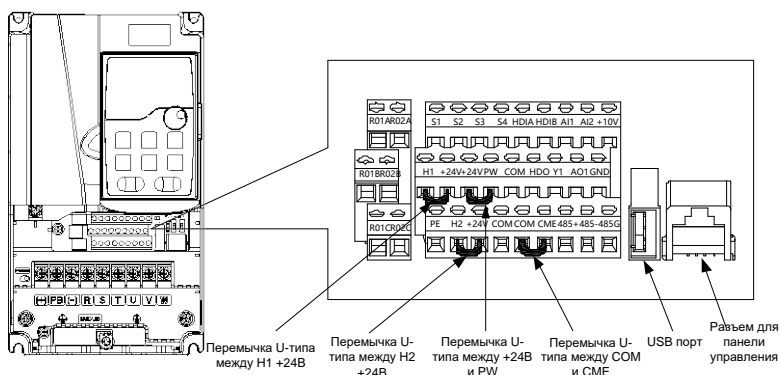 R01A R02A
S1 S2 S3 S4 HDIA HDIB AI1 AI2 +10V
H1 +24V +24V PW COM HDO Y1 AO1 GND
R01B R02B
R01C R02C
PE H2 +24V COM COM CME 485+ 485- 485G
(+) PB (-) R S T U V W
Перемычка U-типа между H1 +24В
Перемычка U-типа между H2 +24В
Перемычка U-типа между +24В и PW
Перемычка U-типа между COM и CME
USB порт
Разъем для панели управления